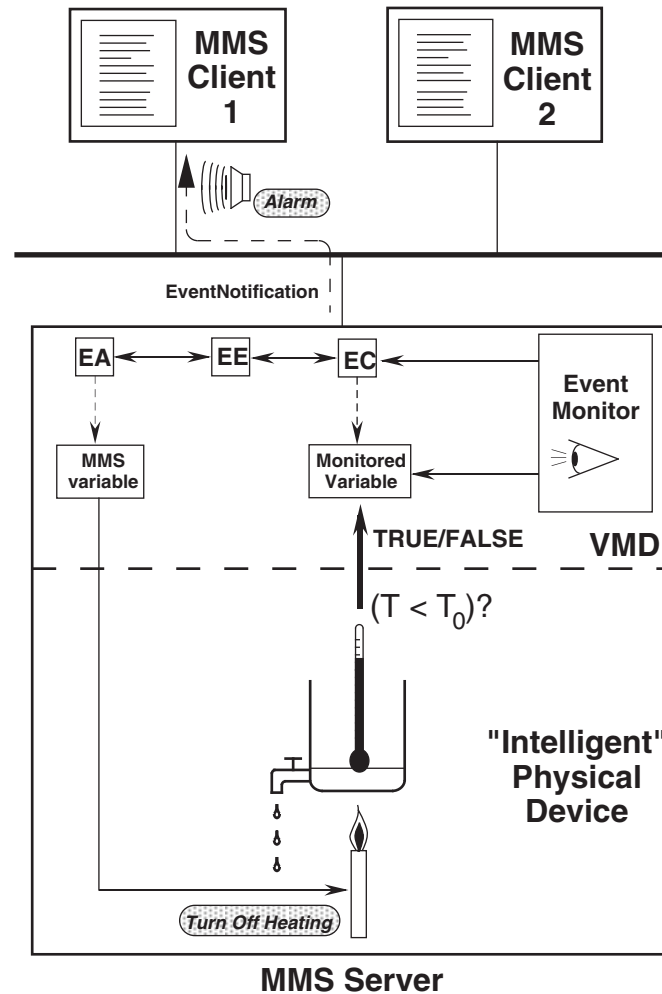 MMS
Client
1
MMS
Client
2
Alarm
EventNotification
EA
EE
EC
Event
Monitor
MMS
variable
Monitored
Variable
TRUE/FALSE
VMD
(T < T0)?
"Intelligent"
Physical
Device
Turn Off Heating
MMS Server